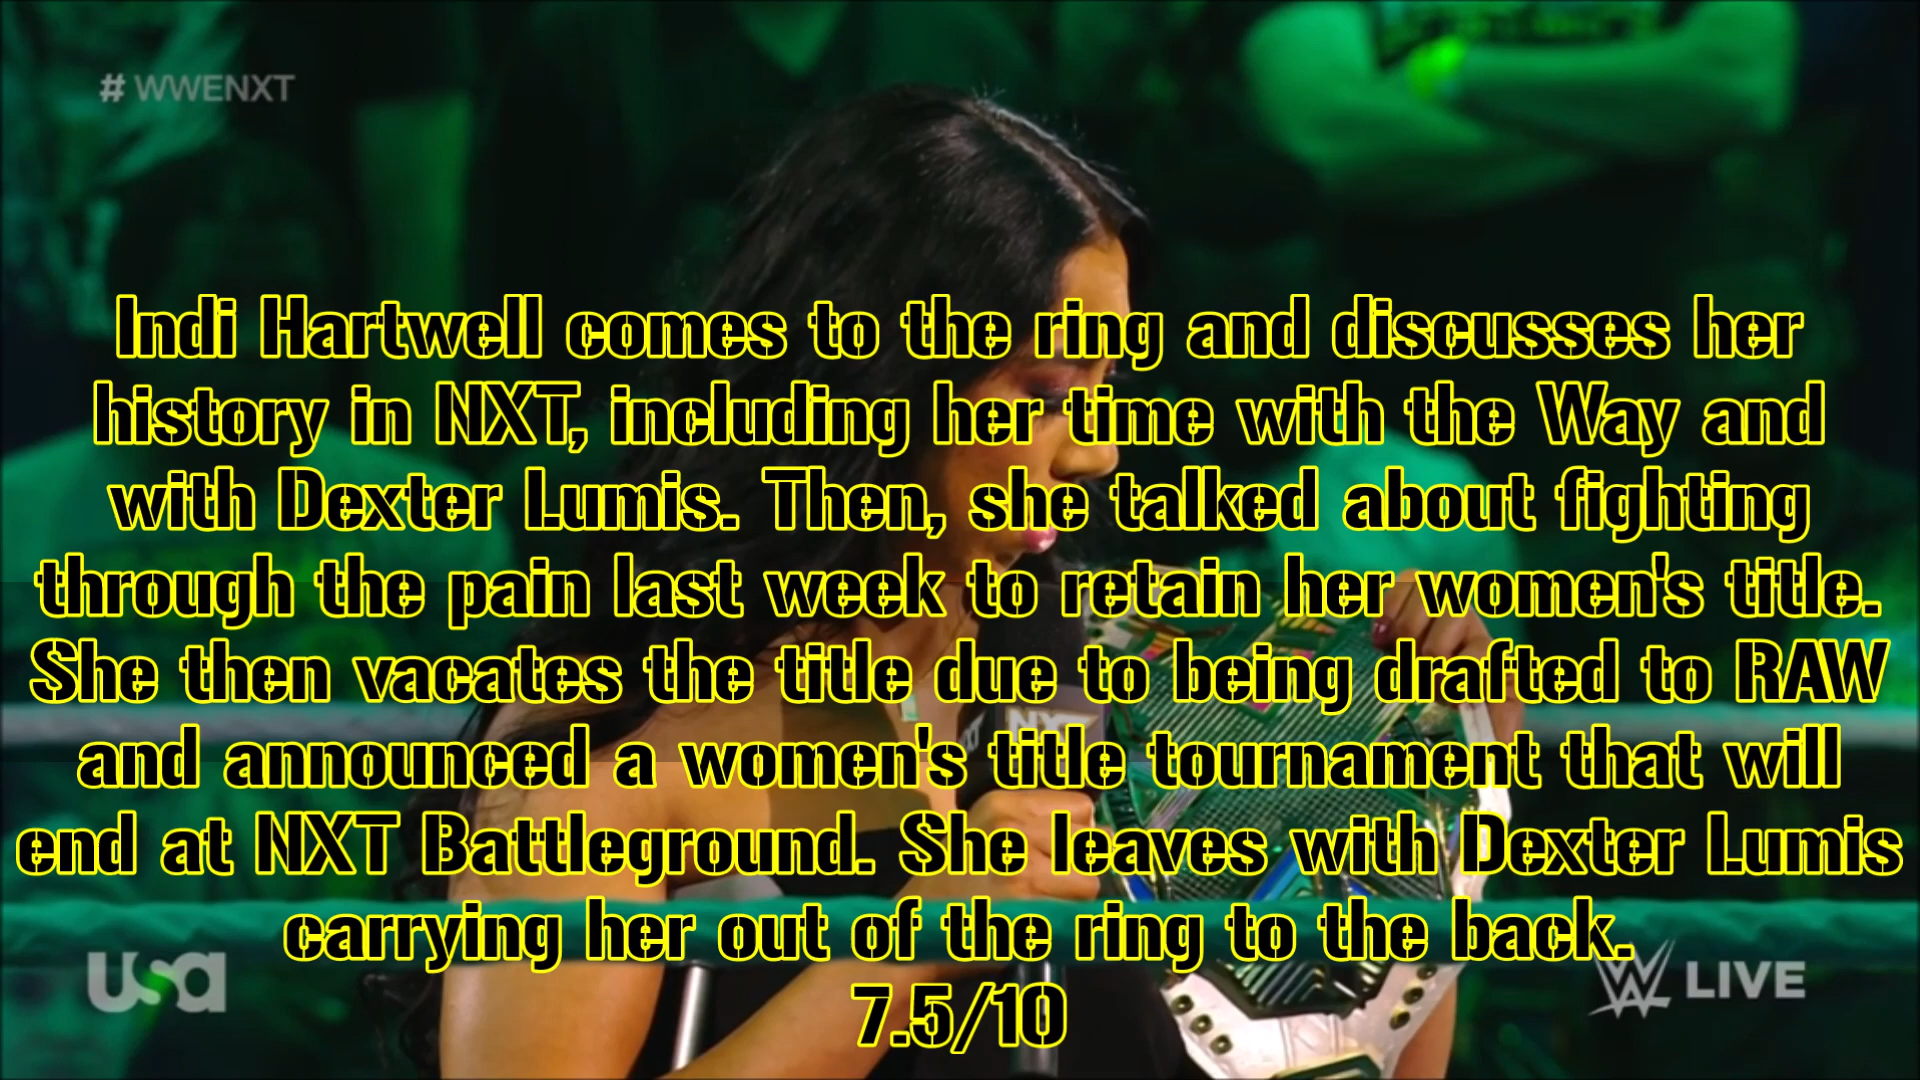 # WWENXT
Indi Hartwell comes to the ring and discusses her
history in NXT, including her time with the Way and
with Dexter Lumis. Then, she talked about fighting
through the pain last week to retain her women's title.
She then vacates the title due to being drafted to RAW
and announced a women's title tournament that will
end at NXT Battleground. She leaves with Dexter Lumis
carrying her out of the ring to the back.
7.5/10
NXT
usa
W LIVE